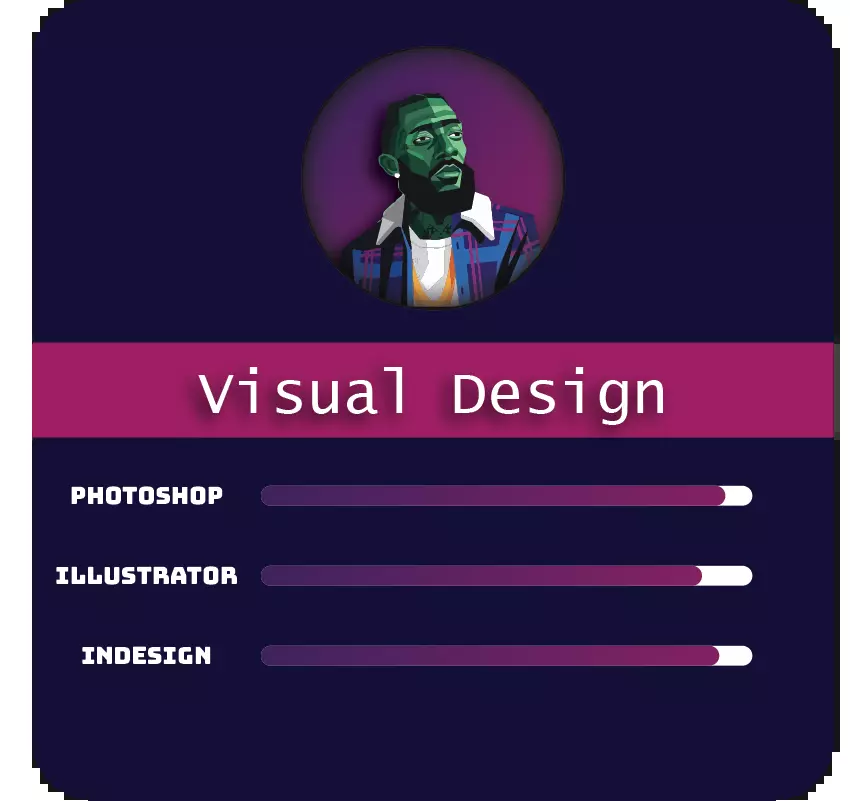 Visual Design
PHOTOSHOP
ILLUSTRATOR
INDESIGN